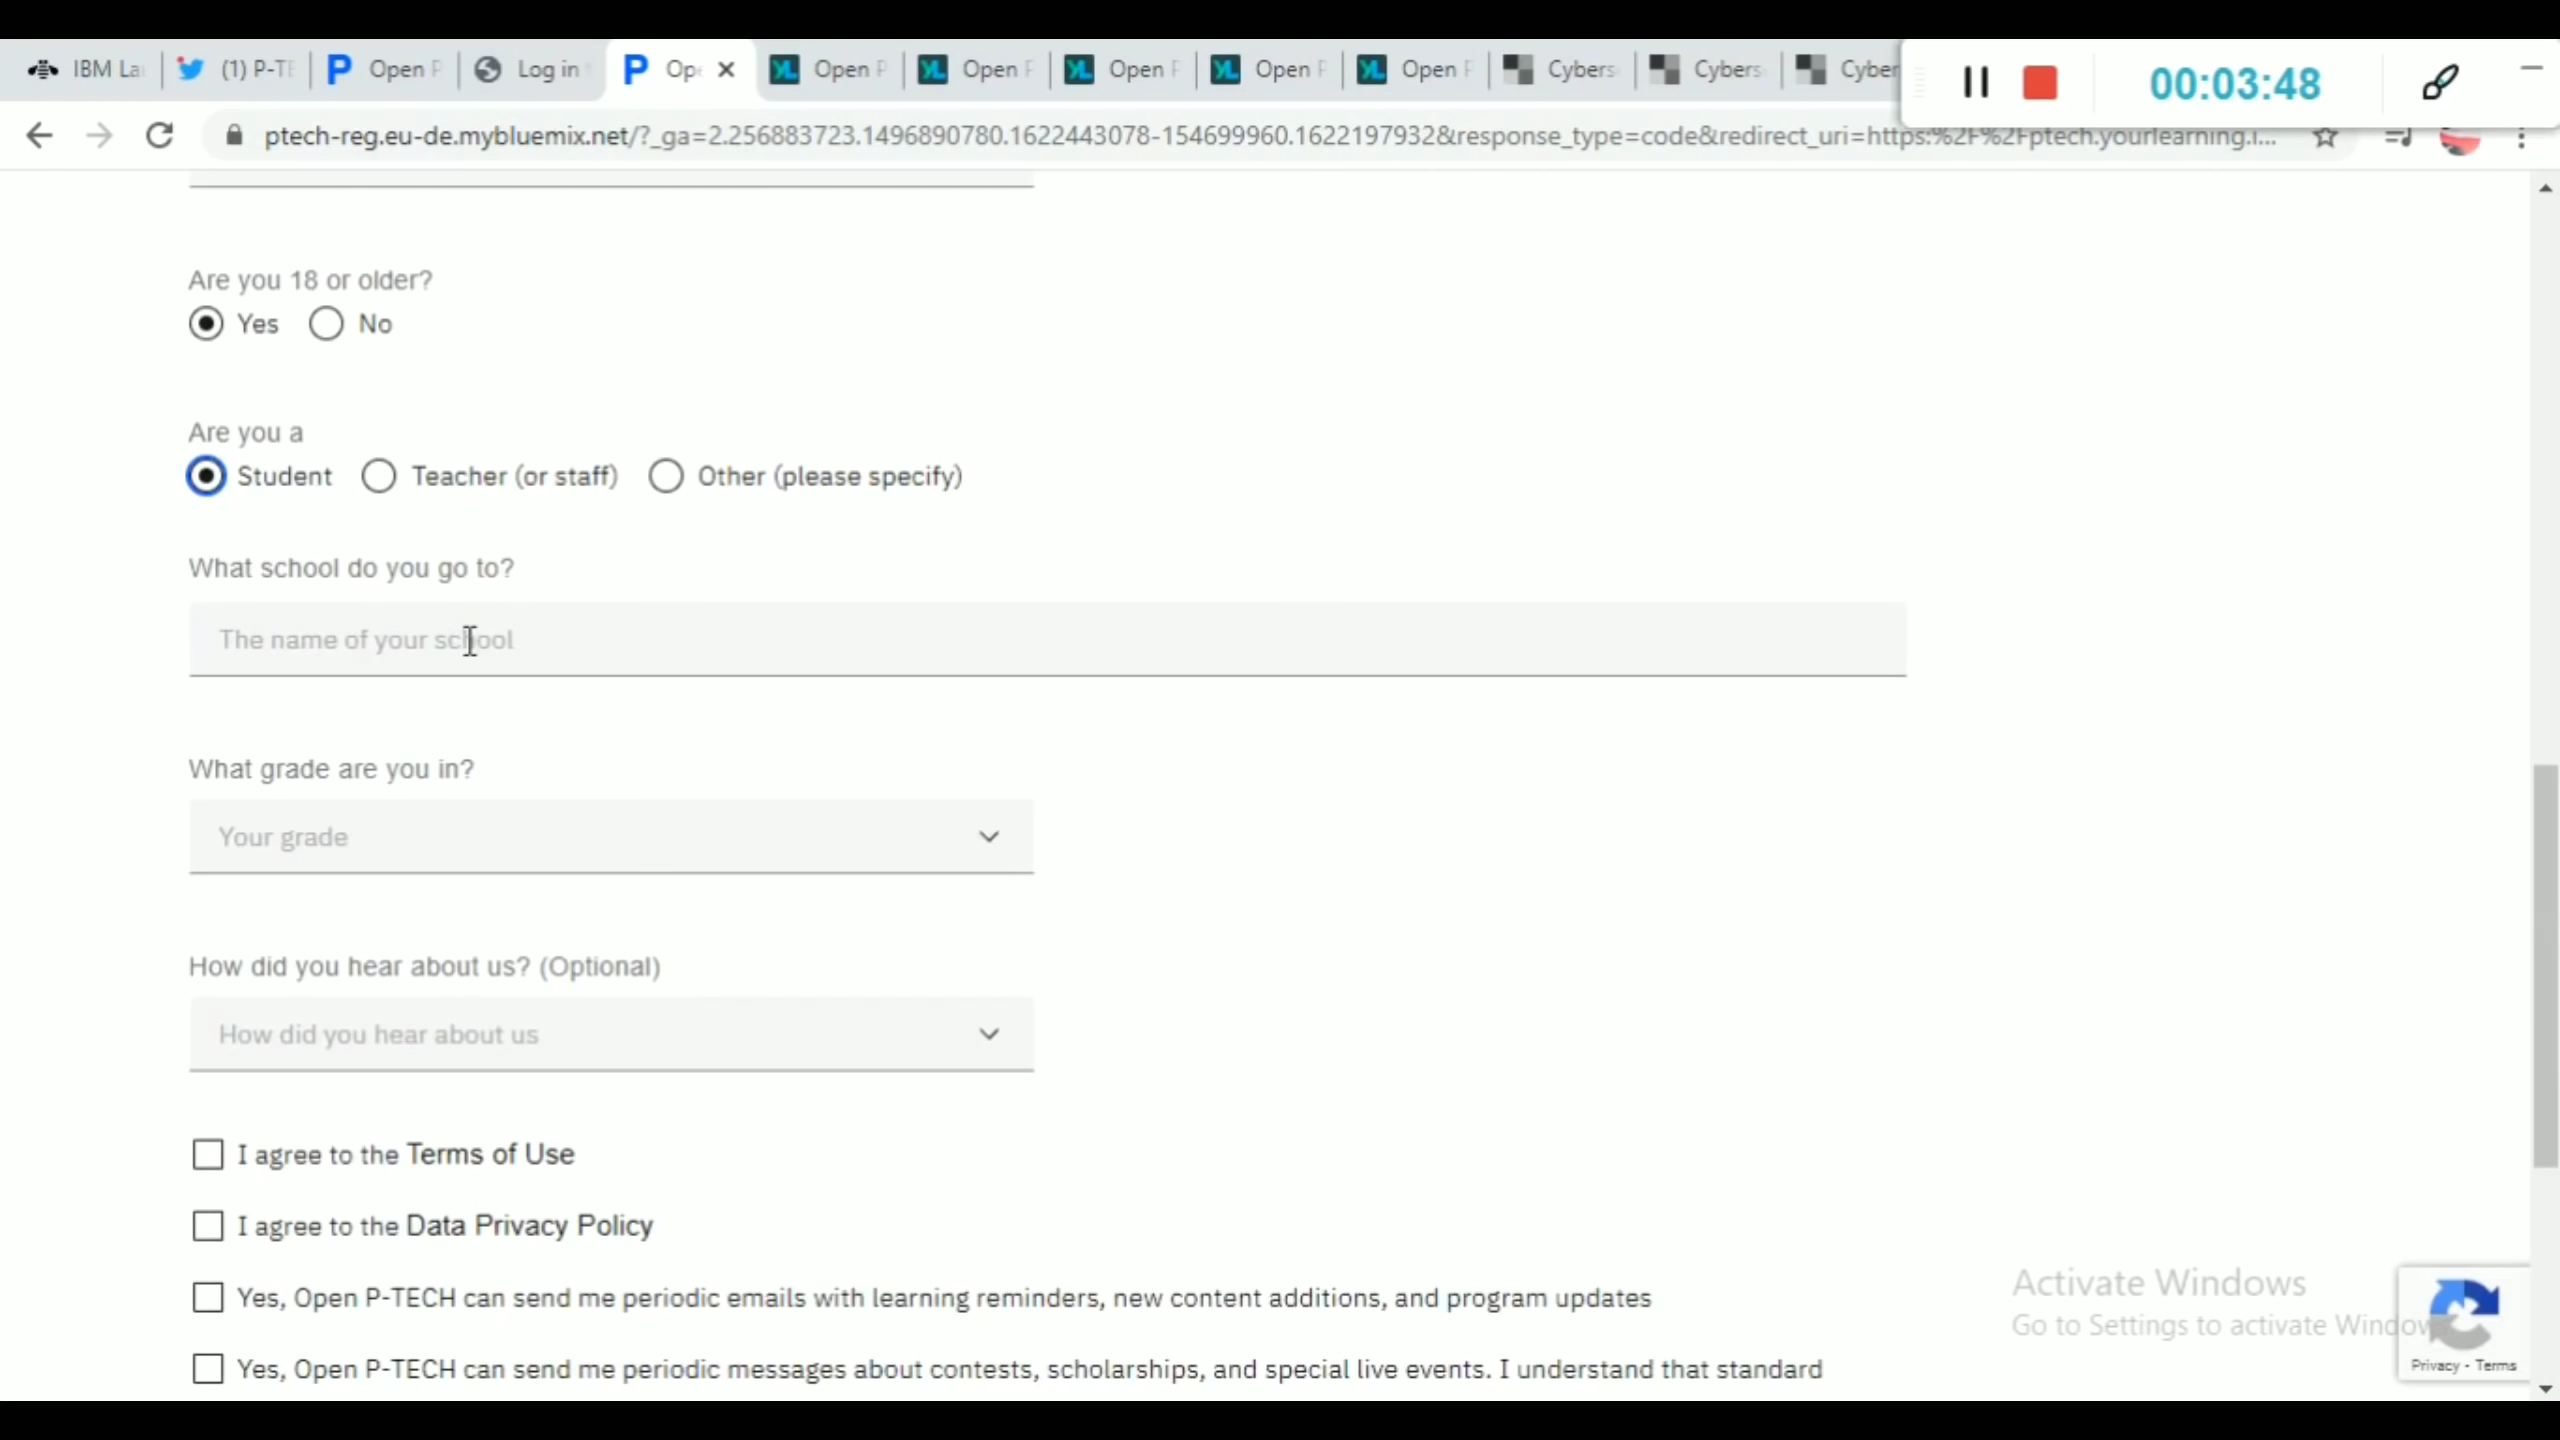 IBM La
(1) P-TE
Open P
Log in
Ope
Open P
Open P
Open P
Open P
Open P
Cybers
Cybers
Cyber
00:03:48
ptech-reg.eu-de.mybluemix.net/?_ga=2.256883723.1496890780.1622443078-154699960.1622197932&response_type=code&redirect_uri=https:%2F%2Fptech.yourlearning.i...
Are you 18 or older?
Yes No
Are you a
Student Teacher (or staff) Other (please specify)
What school do you go to?
The name of your school
What grade are you in?
Your grade
How did you hear about us? (Optional)
How did you hear about us
I agree to the Terms of Use
I agree to the Data Privacy Policy
Yes, Open P-TECH can send me periodic emails with learning reminders, new content additions, and program updates
Yes, Open P-TECH can send me periodic messages about contests, scholarships, and special live events. I understand that standard
Activate Windows
Go to Settings to activate Window
Privacy - Terms